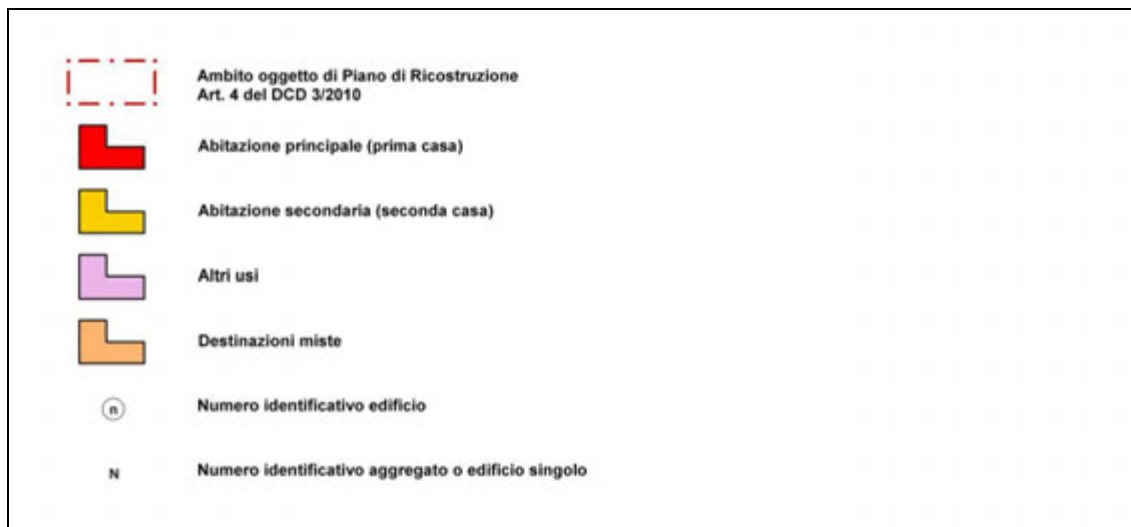 Ambito oggetto di Piano di Ricostruzione
Art. 4 del DCD 3/2010
Abitazione principale (prima casa)
Abitazione secondaria (seconda casa)
Altri usi
Destinazioni miste
n Numero identificativo edificio
N Numero identificativo aggregato o edificio singolo